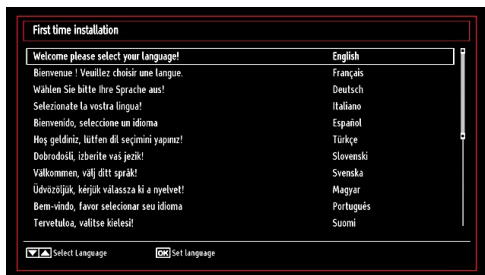 First time installation
Welcome please select your language! English
Bienvenue ! Veuillez choisir une langue. Français
Wählen Sie bitte Ihre Sprache aus! Deutsch
Selezionate la vostra lingua! Italiano
Bienvenido, seleccione un idioma Español
Hoş geldiniz, lütfen dil seçimini yapınız! Türkçe
Dobrodošli, izberite vaš jezik! Slovenski
Välkommen, välj ditt språk! Svenska
Üdvözöljük, kérjük válassza ki a nyelvet! Magyar
Bem-vindo, favor selecionar seu idioma Português
Tervetuloa, valitse kielesi! Suomi
Select Language OK Set language